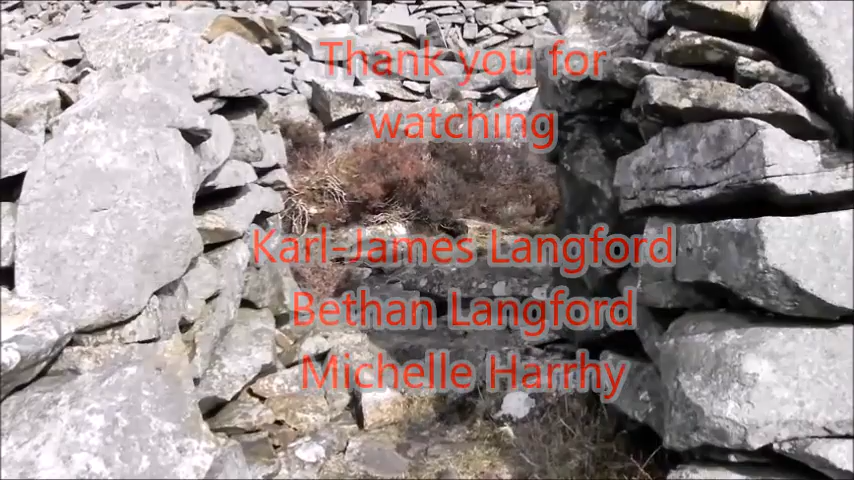 Thank you for
watching
Karl-James Langford
Bethan Langford
Michelle Harrhy